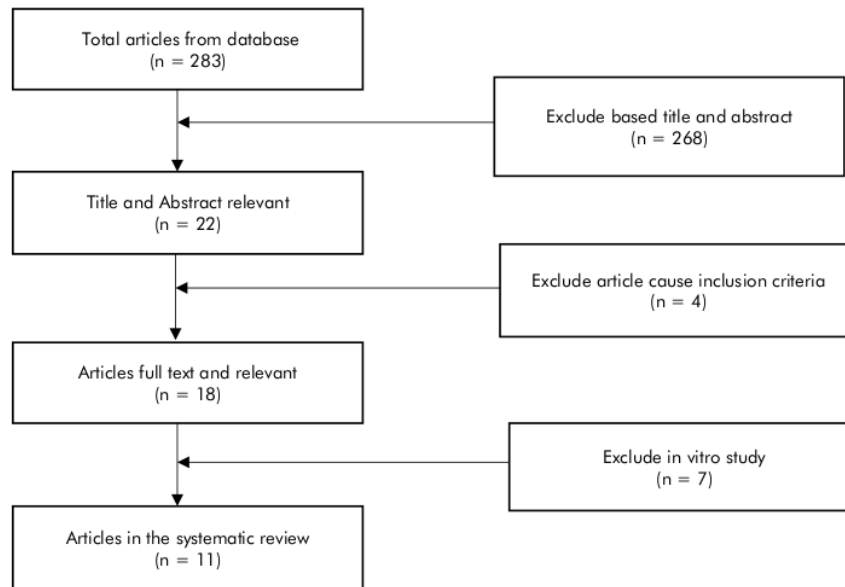 Total articles from database
(n = 283)
Exclude based title and abstract
(n = 268)
Title and Abstract relevant
(n = 22)
Exclude article cause inclusion criteria
(n = 4)
Articles full text and relevant
(n = 18)
Exclude in vitro study
(n = 7)
Articles in the systematic review
(n = 11)